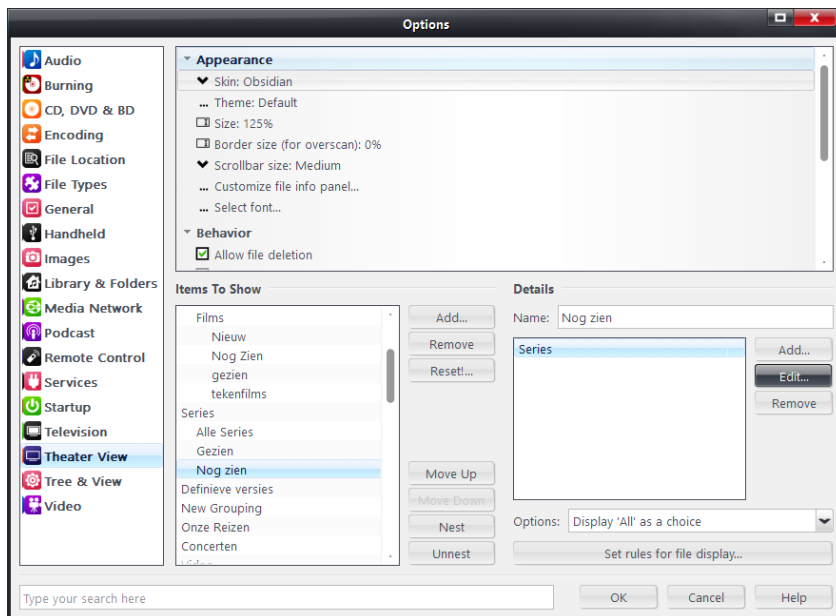 Options
Audio
Burning
CD, DVD & BD
Encoding
File Location
File Types
General
Handheld
Images
Library & Folders
Media Network
Podcast
Remote Control
Services
Startup
Television
Theater View
Tree & View
Video
Appearance
Skin: Obsidian
... Theme: Default
Size: 125%
Border size (for overscan): 0%
Scrollbar size: Medium
... Customize file info panel...
... Select font...
Behavior
Allow file deletion
Items To Show
Films
Nieuw
Nog Zien
gezien
tekenfilms
Series
Alle Series
Gezien
Nog zien
Definieve versies
New Grouping
Onze Reizen
Concerten
Add...
Remove
Reset!...
Move Up
Move Down
Nest
Unnest
Details
Name: Nog zien
Series
Add...
Edit...
Remove
Options: Display 'All' as a choice
Set rules for file display...
Type your search here
OK
Cancel
Help